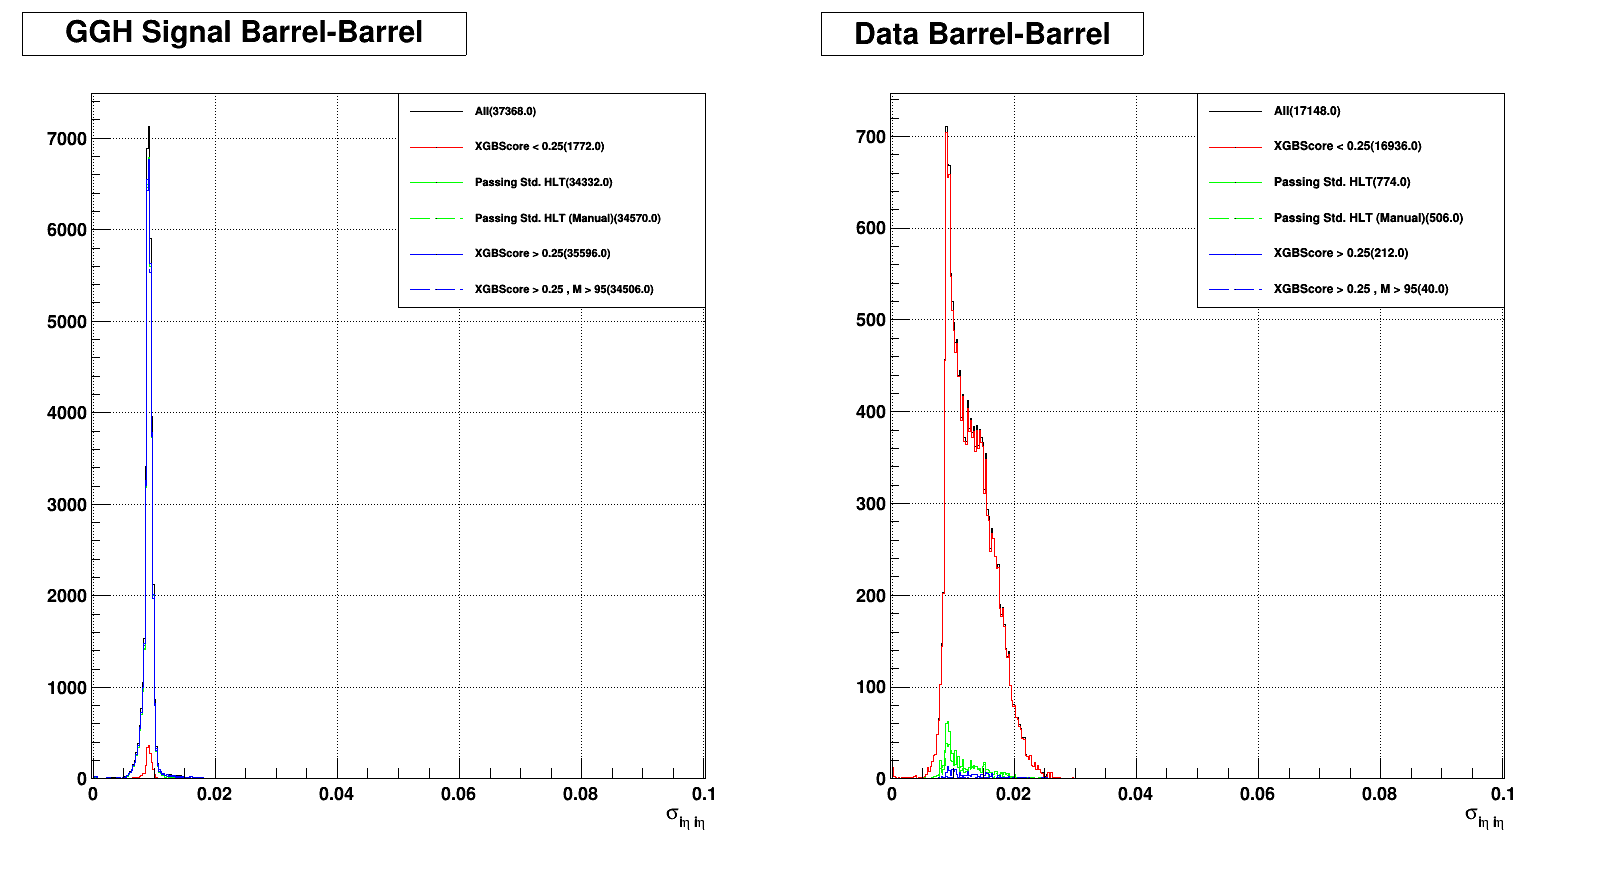 GGH Signal Barrel-Barrel
All(37368.0)
XGBScore < 0.25(1772.0)
Passing Std. HLT(34332.0)
Passing Std. HLT (Manual)(34570.0)
XGBScore > 0.25(35596.0)
XGBScore > 0.25 , M > 95(34506.0)
7000
6000
5000
4000
3000
2000
1000
0
0 0.02 0.04 0.06 0.08 0.1
σiη iη
Data Barrel-Barrel
All(17148.0)
XGBScore < 0.25(16936.0)
Passing Std. HLT(774.0)
Passing Std. HLT (Manual)(506.0)
XGBScore > 0.25(212.0)
XGBScore > 0.25 , M > 95(40.0)
700
600
500
400
300
200
100
0
0 0.02 0.04 0.06 0.08 0.1
σiη iη